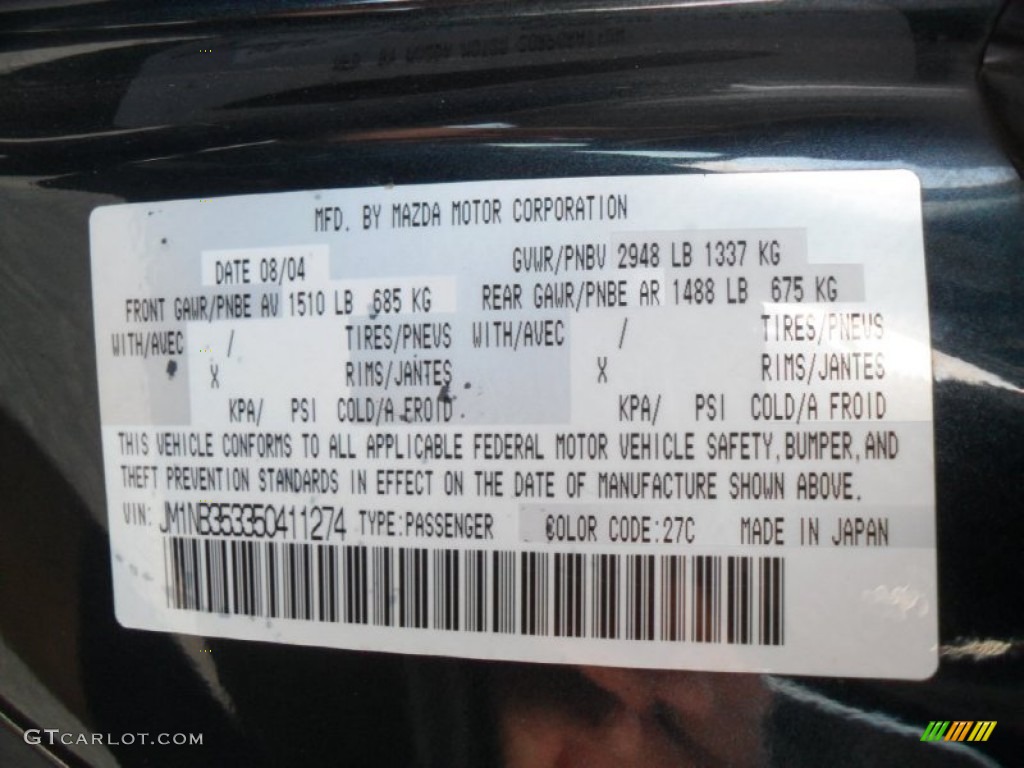 MFD. BY MAZDA MOTOR CORPORATION
DATE 08/04 GVWR/PNBV 2948 LB 1337 KG
FRONT GAWR/PNBE AV 1510 LB 685 KG REAR GAWR/PNBE AR 1488 LB 675 KG
WITH/AVEC / TIRES/PNEUS WITH/AVEC / TIRES/PNEUS
X RIMS/JANTES X RIMS/JANTES
KPA/ PSI COLD/A FROID KPA/ PSI COLD/A FROID
THIS VEHICLE CONFORMS TO ALL APPLICABLE FEDERAL MOTOR VEHICLE SAFETY, BUMPER, AND
THEFT PREVENTION STANDARDS IN EFFECT ON THE DATE OF MANUFACTURE SHOWN ABOVE.
VIN: JM1NB353350411274 TYPE:PASSENGER COLOR CODE:27C MADE IN JAPAN
GTCARLOT.COM